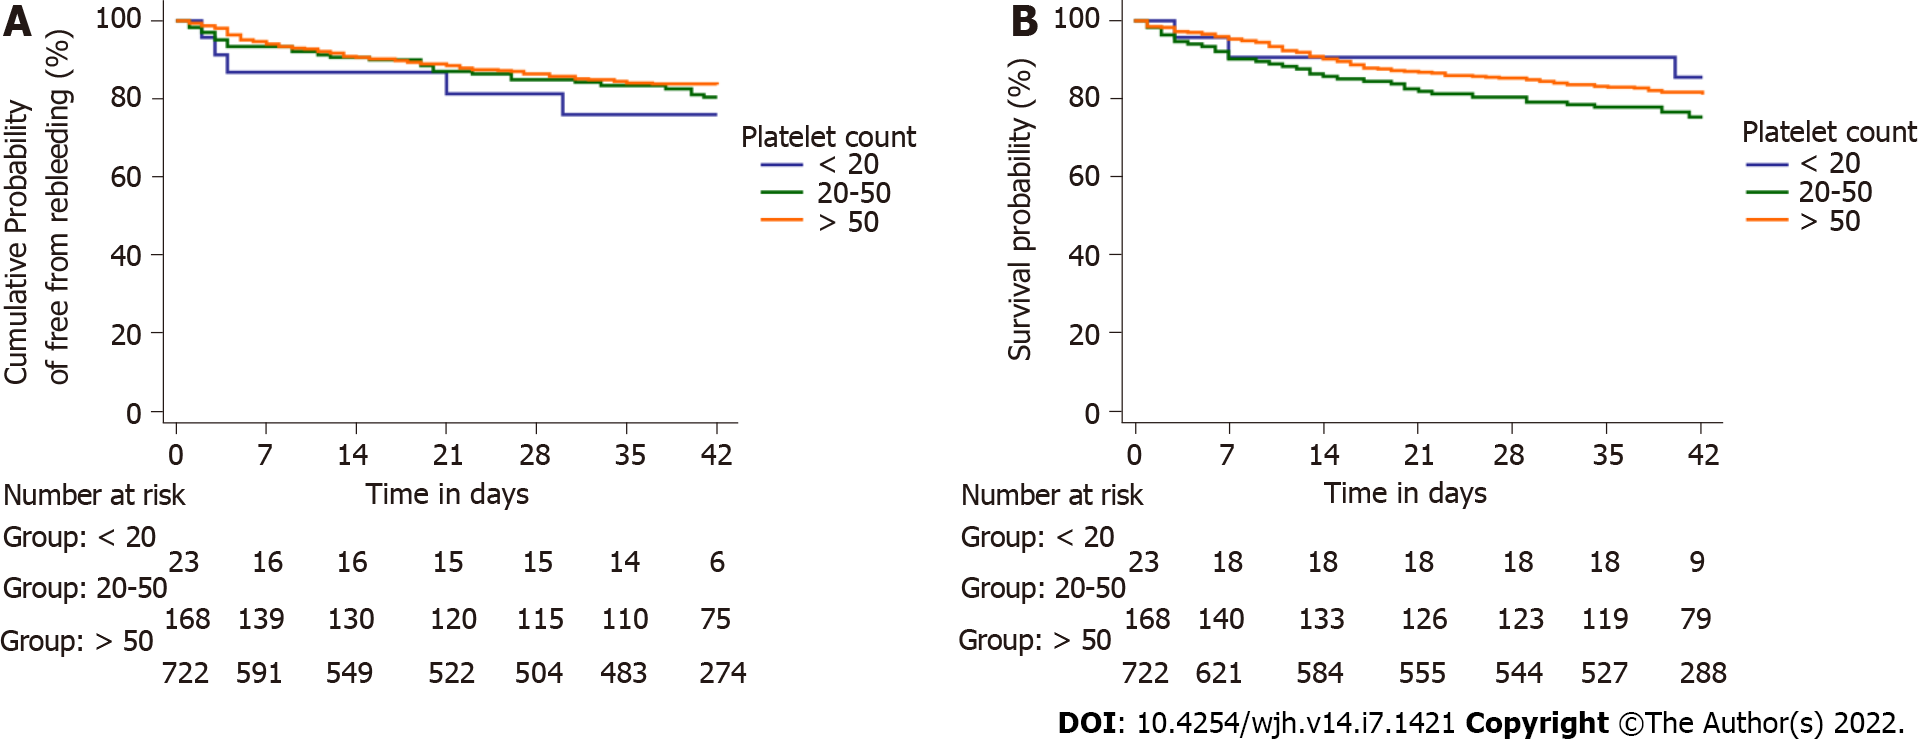 A
Cumulative Probability
of free from rebleeding (%)
100
80
60
40
20
0
0 7 14 21 28 35 42
Time in days
Platelet count
< 20
20-50
> 50
Number at risk
Group: < 20
23 16 16 15 15 14 6
Group: 20-50
168 139 130 120 115 110 75
Group: > 50
722 591 549 522 504 483 274
B
Survival probability (%)
100
80
60
40
20
0
0 7 14 21 28 35 42
Time in days
Platelet count
< 20
20-50
> 50
Number at risk
Group: < 20
23 18 18 18 18 18 9
Group: 20-50
168 140 133 126 123 119 79
Group: > 50
722 621 584 555 544 527 288
DOI: 10.4254/wjh.v14.i7.1421 Copyright ©The Author(s) 2022.